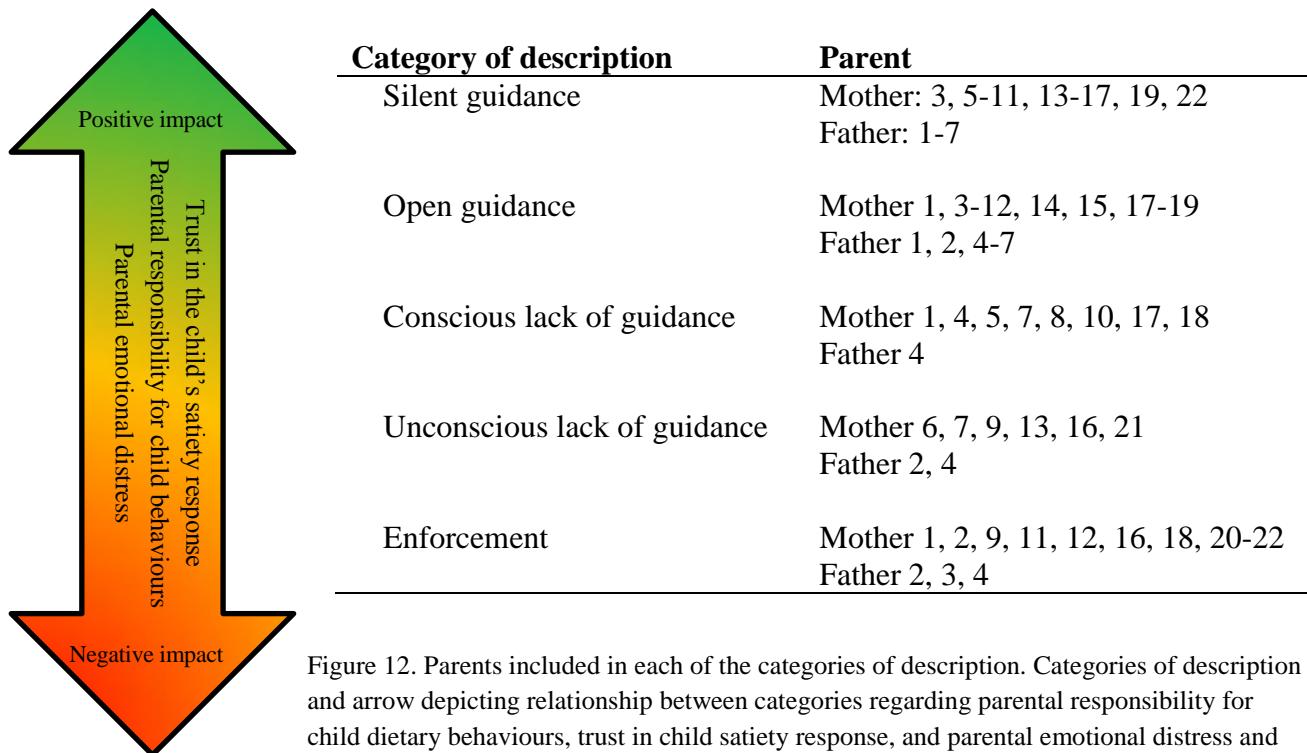 Positive impact
Trust in the child's satiety response
Parental responsibility for child behaviours
Parental emotional distress
Negative impact
Category of description Parent
Silent guidance Mother: 3, 5-11, 13-17, 19, 22
Father: 1-7
Open guidance Mother 1, 3-12, 14, 15, 17-19
Father 1, 2, 4-7
Conscious lack of guidance Mother 1, 4, 5, 7, 8, 10, 17, 18
Father 4
Unconscious lack of guidance Mother 6, 7, 9, 13, 16, 21
Father 2, 4
Enforcement Mother 1, 2, 9, 11, 12, 16, 18, 20-22
Father 2, 3, 4
Figure 12. Parents included in each of the categories of description. Categories of description
and arrow depicting relationship between categories regarding parental responsibility for
child dietary behaviours, trust in child satiety response, and parental emotional distress and